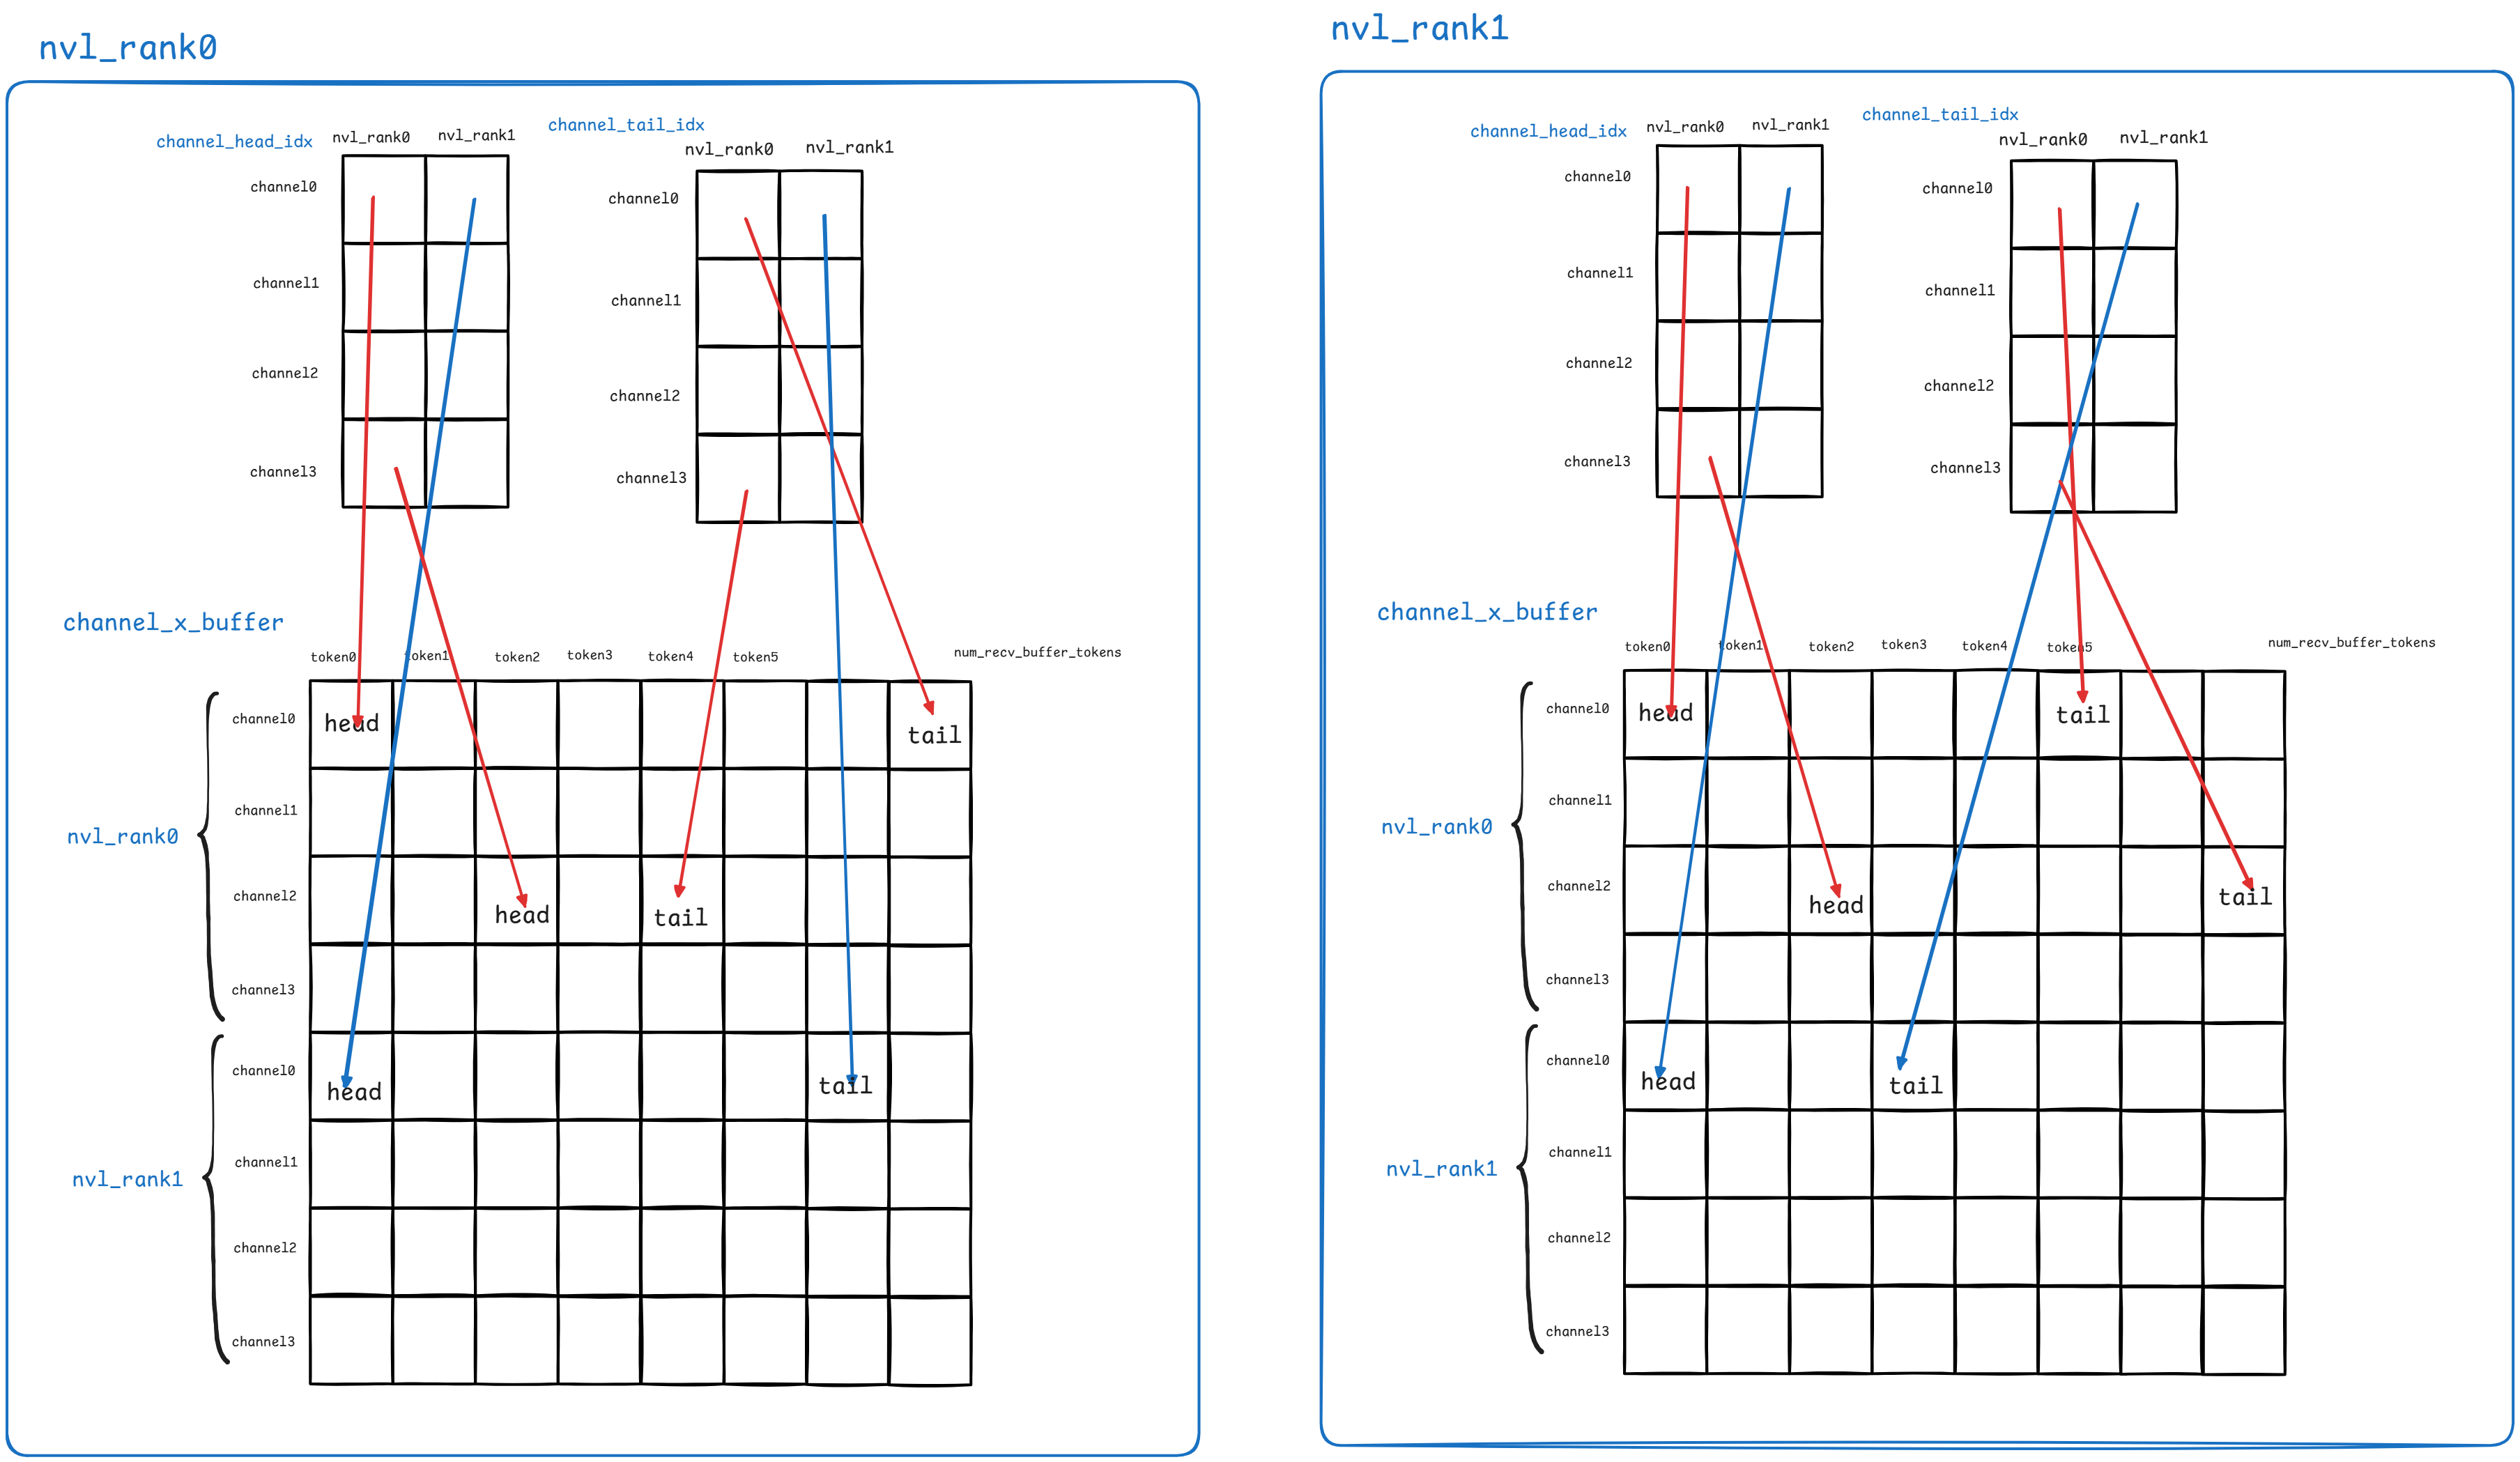 nvl_rank0
channel_head_idx nvl_rank0 nvl_rank1
channel0
channel1
channel2
channel3
channel_tail_idx
nvl_rank0 nvl_rank1
channel0
channel1
channel2
channel3
channel_x_buffer
token0 token1 token2 token3 token4 token5 num_recv_buffer_tokens
nvl_rank0
channel0 head tail
channel1
channel2 head tail
channel3
nvl_rank1
channel0 head tail
channel1
channel2
channel3
nvl_rank1
channel_head_idx nvl_rank0 nvl_rank1
channel0
channel1
channel2
channel3
channel_tail_idx
nvl_rank0 nvl_rank1
channel0
channel1
channel2
channel3
channel_x_buffer
token0 token1 token2 token3 token4 token5 num_recv_buffer_tokens
nvl_rank0
channel0 head tail
channel1
channel2 head tail
channel3
nvl_rank1
channel0 head tail
channel1
channel2
channel3